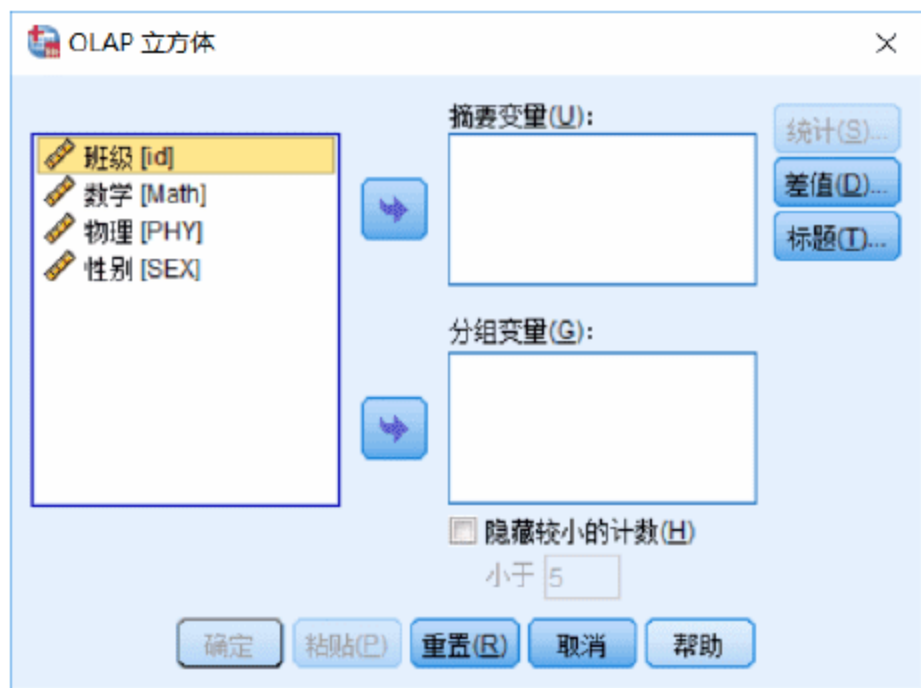 OLAP 立方体
班级 [id]
数学 [Math]
物理 [PHY]
性别 [SEX]
摘要变量(U):
统计(S)...
差值(D)...
标题(T)...
分组变量(G):
隐藏较小的计数(H)
小于 5
确定 粘贴(P) 重置(R) 取消 帮助